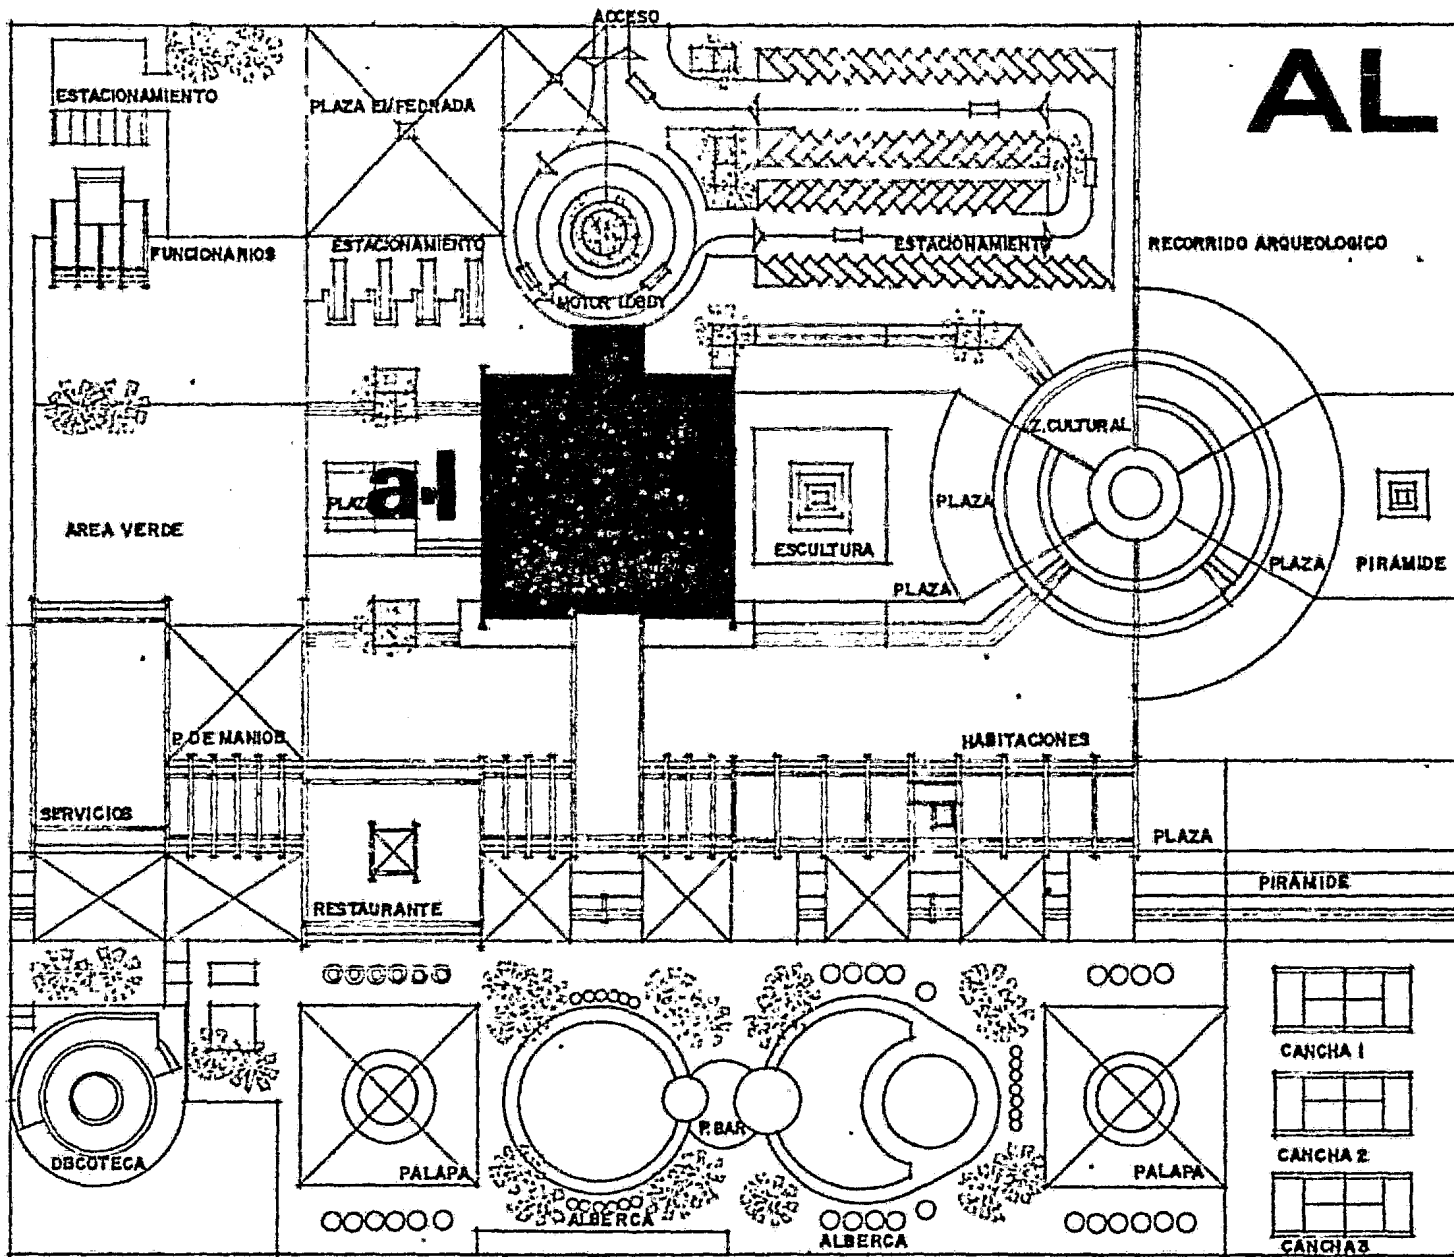 ACCESO
AL
ESTACIONAMIENTO
PLAZA EMPEDRADA
FUNCIONARIOS
ESTACIONAMIENTO
ESTACIONAMIENTO
RECORRIDO ARQUEOLOGICO
MOTOR LOBBY
Z. CULTURAL
a-l
PLAZA
PLAZA
AREA VERDE
ESCULTURA
PLAZA
PIRAMIDE
PLAZA
P. DE MANIOB
HABITACIONES
SERVICIOS
PLAZA
PIRAMIDE
RESTAURANTE
CANCHA 1
P. BAR
DISCOTECA
PALAPA
PALAPA
CANCHA 2
ALBERCA
ALBERCA
CANCHA 3